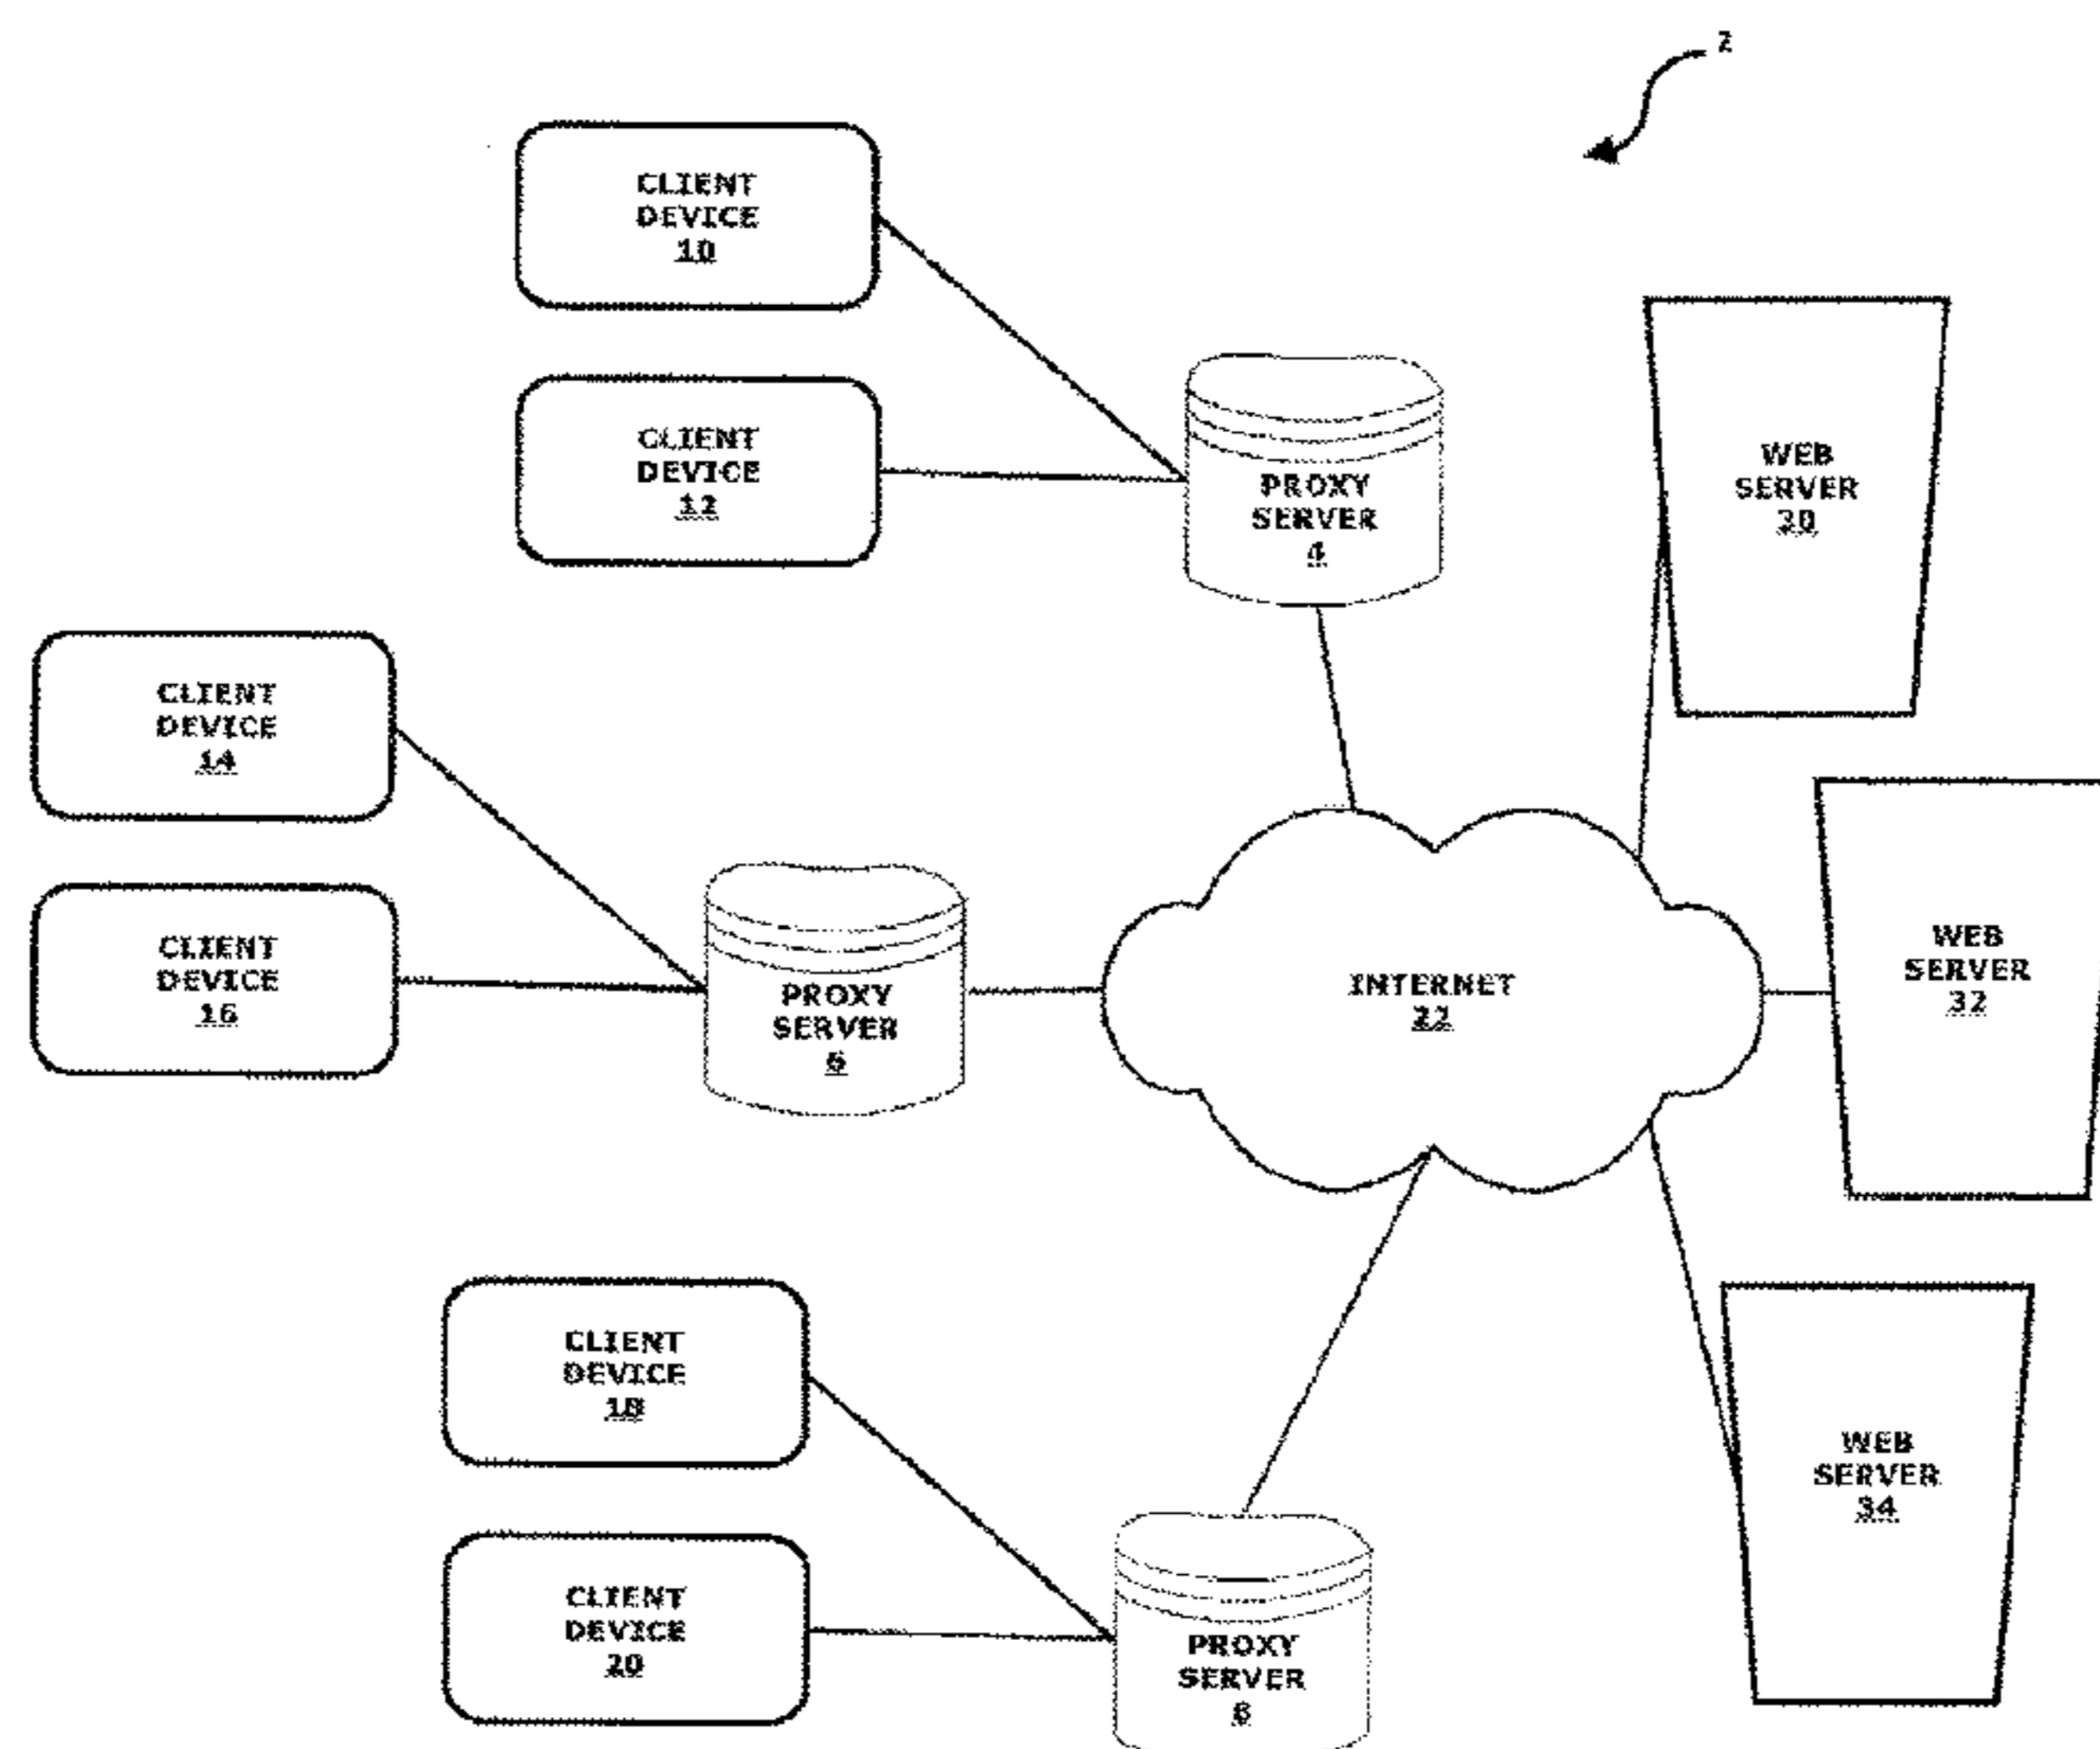 2
CLIENT
DEVICE
10
CLIENT
DEVICE
12
PROXY
SERVER
4
WEB
SERVER
30
CLIENT
DEVICE
14
CLIENT
DEVICE
16
PROXY
SERVER
6
INTERNET
22
WEB
SERVER
32
CLIENT
DEVICE
18
CLIENT
DEVICE
20
PROXY
SERVER
8
WEB
SERVER
34